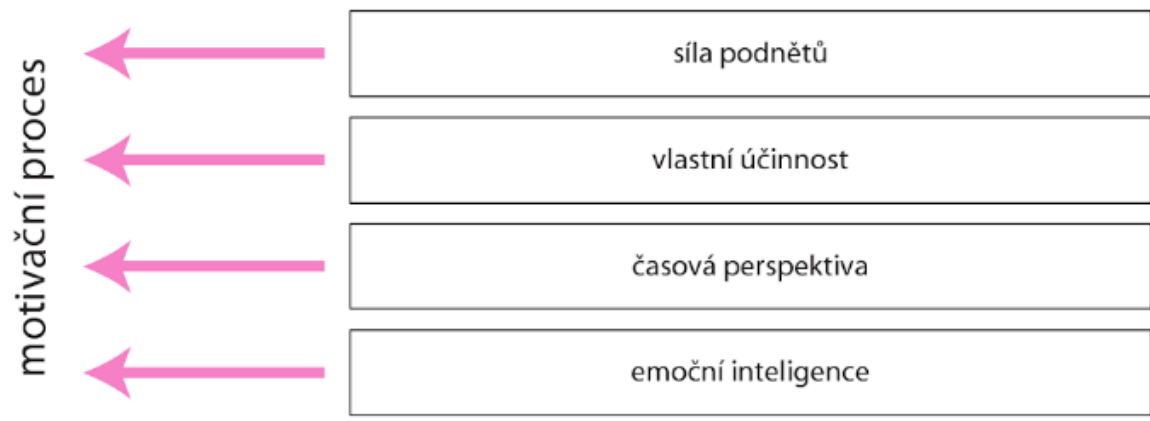 motivační proces
síla podnětů
vlastní účinnost
časová perspektiva
emoční inteligence